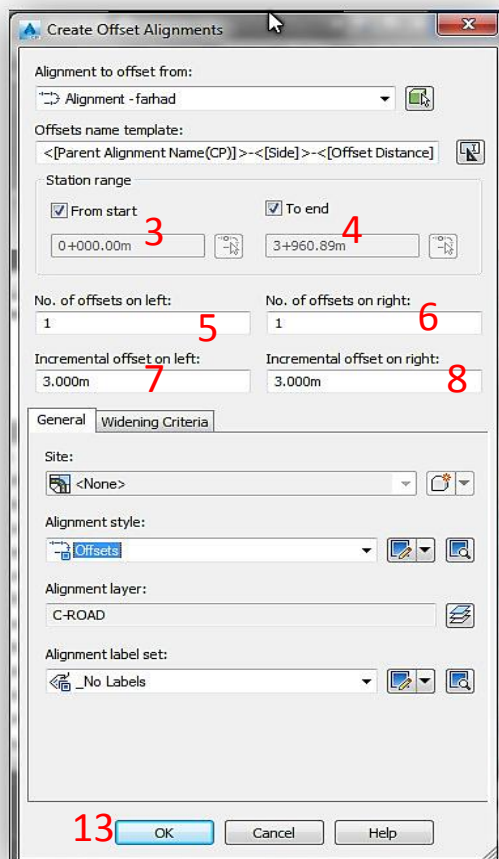 Create Offset Alignments
Alignment to offset from:
Alignment - farhad
Offsets name template:
<[Parent Alignment Name(CP)]>-<[Side]>-<[Offset Distance]
Station range
From start
To end
3
4
0+000.00m
3+960.89m
No. of offsets on left:
No. of offsets on right:
1
5
1
6
Incremental offset on left:
Incremental offset on right:
3.000m
7
3.000m
8
General
Widening Criteria
Site:
<None>
Alignment style:
Offsets
Alignment layer:
C-ROAD
Alignment label set:
_No Labels
13
OK
Cancel
Help